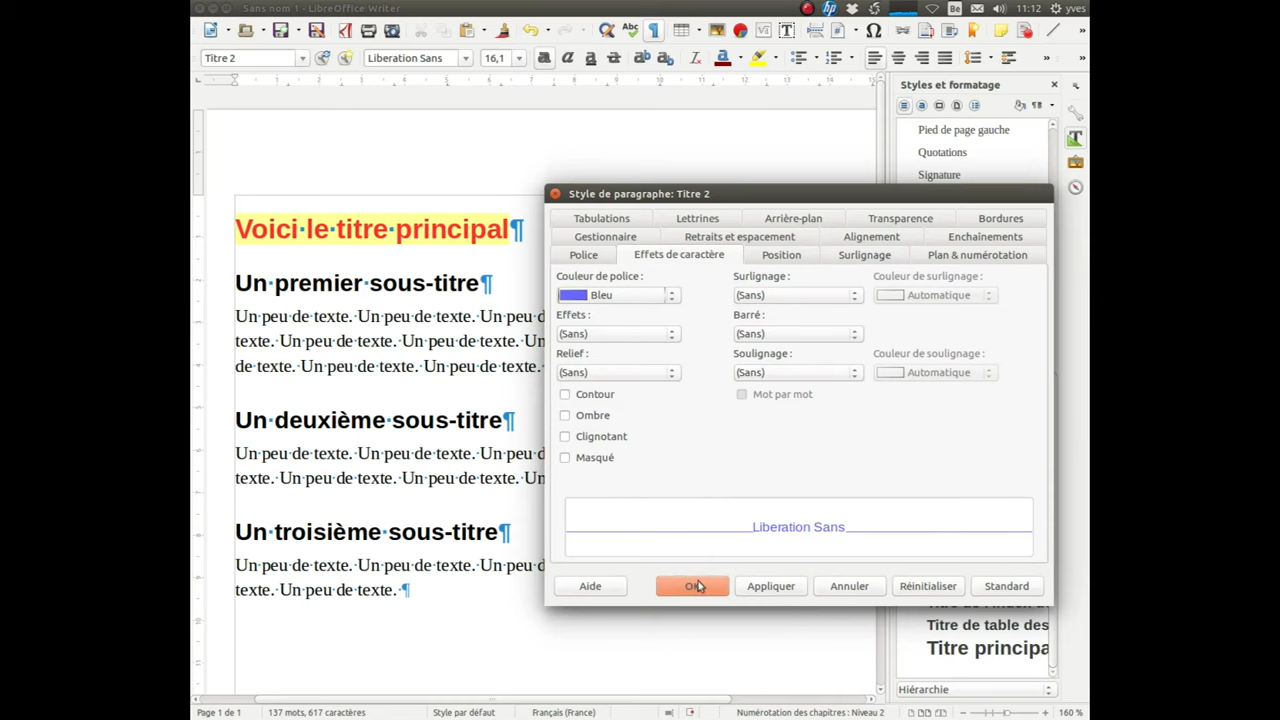 Sans nom 1 - LibreOffice Writer
Be
11:12
yves
Titre 2
Liberation Sans
16,1
Styles et formatage
Pied de page gauche
Quotations
Signature
Voici·le·titre·principal¶
Un·premier·sous-titre¶
Un·peu·de·texte.·Un·peu·de·texte.·Un·peu·d
texte.·Un·peu·de·texte.·Un·peu·de·texte.·Un
de·texte.·Un·peu·de·texte.·Un·peu·de·texte.·
Un·deuxième·sous-titre¶
Un·peu·de·texte.·Un·peu·de·texte.·Un·peu·d
texte.·Un·peu·de·texte.·Un·peu·de·texte.·Un
Un·troisième·sous-titre¶
Un·peu·de·texte.·Un·peu·de·texte.·Un·peu·d
texte.·Un·peu·de·texte.·¶
Style de paragraphe: Titre 2
Tabulations Lettrines Arrière-plan Transparence Bordures
Gestionnaire Retraits et espacement Alignement Enchaînements
Police Effets de caractère Position Surlignage Plan & numérotation
Couleur de police : Surlignage : Couleur de surlignage :
Bleu (Sans) Automatique
Effets : Barré :
(Sans) (Sans)
Relief : Soulignage : Couleur de soulignage :
(Sans) (Sans) Automatique
Contour Mot par mot
Ombre
Clignotant
Masqué
Liberation Sans
Aide OK Appliquer Annuler Réinitialiser Standard
Titre de table des
Titre principa
Hiérarchie
Page 1 de 1 137 mots, 617 caractères Style par défaut Français (France) Numérotation des chapitres : Niveau 2 160 %